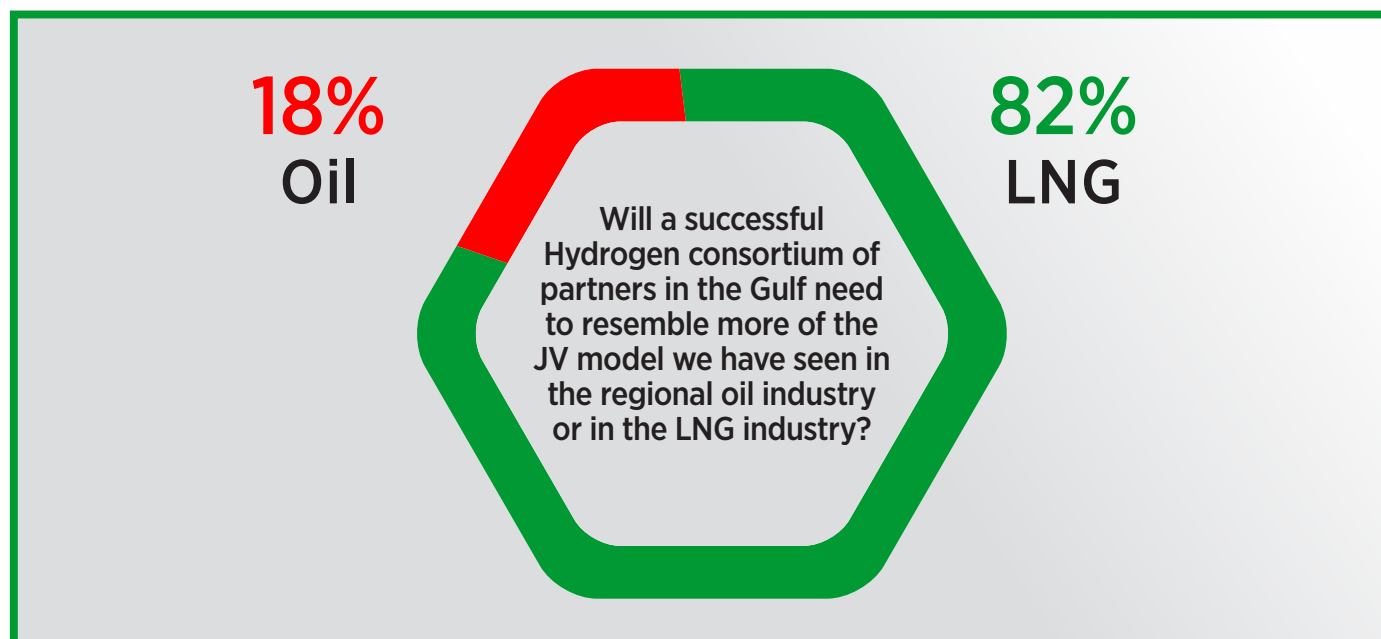 18%
Oil
82%
LNG
Will a successful
Hydrogen consortium of
partners in the Gulf need
to resemble more of the
JV model we have seen in
the regional oil industry
or in the LNG industry?